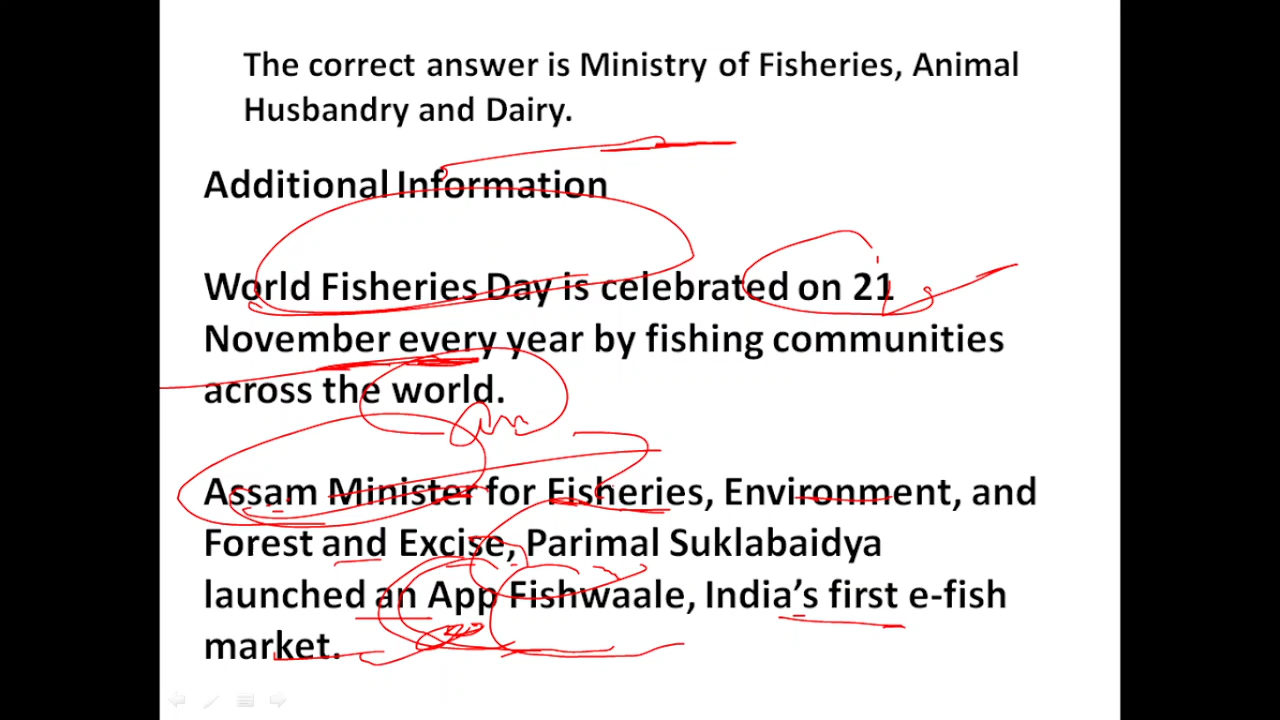 The correct answer is Ministry of Fisheries, Animal
Husbandry and Dairy.
Additional Information
World Fisheries Day is celebrated on 21
November every year by fishing communities
across the world.
Assam Minister for Fisheries, Environment, and
Forest and Excise, Parimal Suklabaidya
launched an App Fishwaale, India's first e-fish
market.